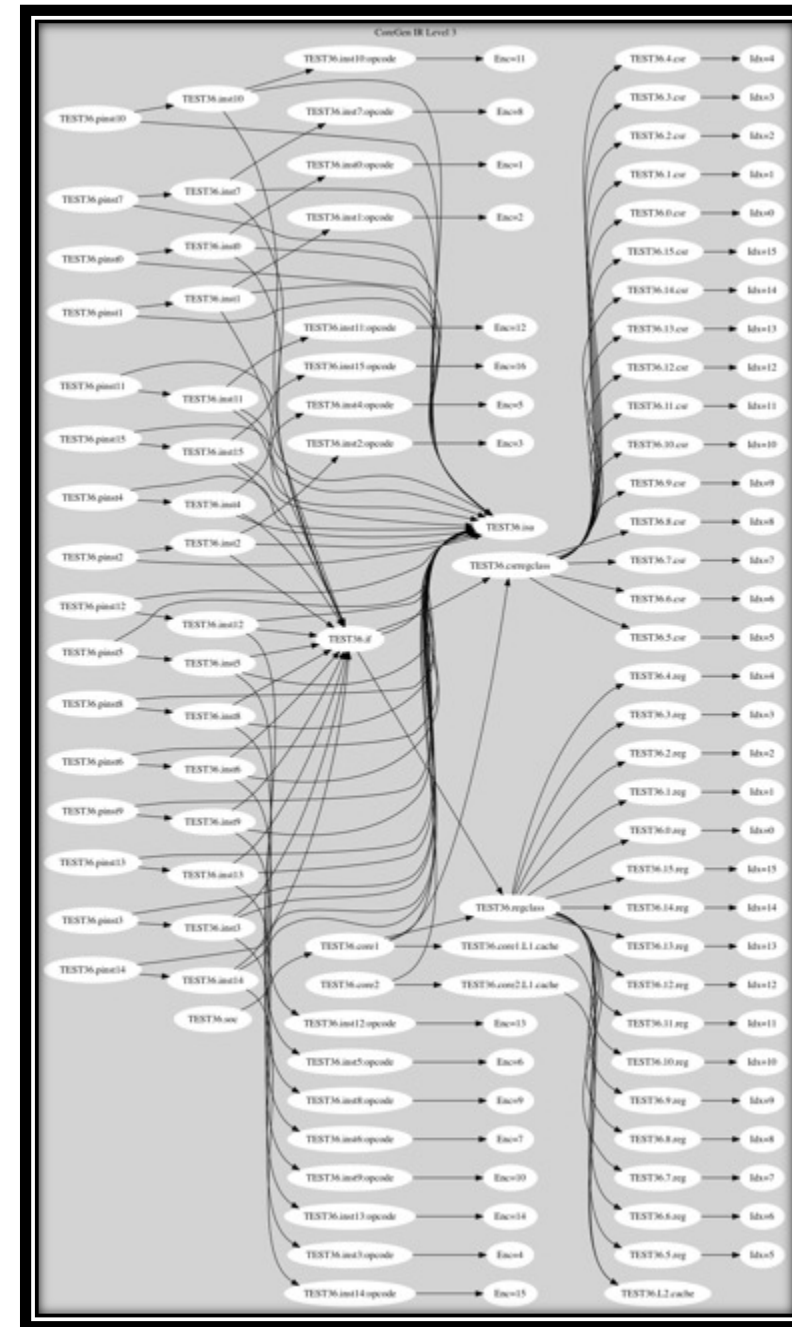 CoreGen IR Level 3
TEST36.inst10:opcode Enc=11 TEST36.4.csr Idx=4
TEST36.inst10 TEST36.3.csr Idx=3
TEST36.pinst10 TEST36.inst7:opcode Enc=8 TEST36.2.csr Idx=2
TEST36.inst0:opcode Enc=1 TEST36.1.csr Idx=1
TEST36.pinst7 TEST36.inst7 TEST36.inst1:opcode Enc=2 TEST36.0.csr Idx=0
TEST36.pinst0 TEST36.inst0 TEST36.15.csr Idx=15
TEST36.pinst1 TEST36.inst1 TEST36.14.csr Idx=14
TEST36.inst11:opcode Enc=12 TEST36.13.csr Idx=13
TEST36.inst15:opcode Enc=16 TEST36.12.csr Idx=12
TEST36.pinst11 TEST36.inst11 TEST36.inst4:opcode Enc=5 TEST36.11.csr Idx=11
TEST36.pinst15 TEST36.inst15 TEST36.inst2:opcode Enc=3 TEST36.10.csr Idx=10
TEST36.pinst4 TEST36.inst4 TEST36.9.csr Idx=9
TEST36.isa TEST36.8.csr Idx=8
TEST36.pinst2 TEST36.inst2 TEST36.csrregclass TEST36.7.csr Idx=7
TEST36.pinst12 TEST36.6.csr Idx=6
TEST36.inst12 TEST36.if TEST36.5.csr Idx=5
TEST36.pinst5 TEST36.inst5 TEST36.4.reg Idx=4
TEST36.pinst8 TEST36.inst8 TEST36.3.reg Idx=3
TEST36.pinst6 TEST36.inst6 TEST36.2.reg Idx=2
TEST36.1.reg Idx=1
TEST36.pinst9 TEST36.inst9 TEST36.0.reg Idx=0
TEST36.pinst13 TEST36.inst13 TEST36.15.reg Idx=15
TEST36.pinst3 TEST36.inst3 TEST36.regclass TEST36.14.reg Idx=14
TEST36.core1 TEST36.core1.L1.cache TEST36.13.reg Idx=13
TEST36.pinst14 TEST36.inst14 TEST36.core2 TEST36.core2.L1.cache TEST36.12.reg Idx=12
TEST36.soc TEST36.inst12:opcode Enc=13 TEST36.11.reg Idx=11
TEST36.inst5:opcode Enc=6 TEST36.10.reg Idx=10
TEST36.inst8:opcode Enc=9 TEST36.9.reg Idx=9
TEST36.inst6:opcode Enc=7 TEST36.8.reg Idx=8
TEST36.inst9:opcode Enc=10 TEST36.7.reg Idx=7
TEST36.inst13:opcode Enc=14 TEST36.6.reg Idx=6
TEST36.inst3:opcode Enc=4 TEST36.5.reg Idx=5
TEST36.inst14:opcode Enc=15 TEST36.L2.cache